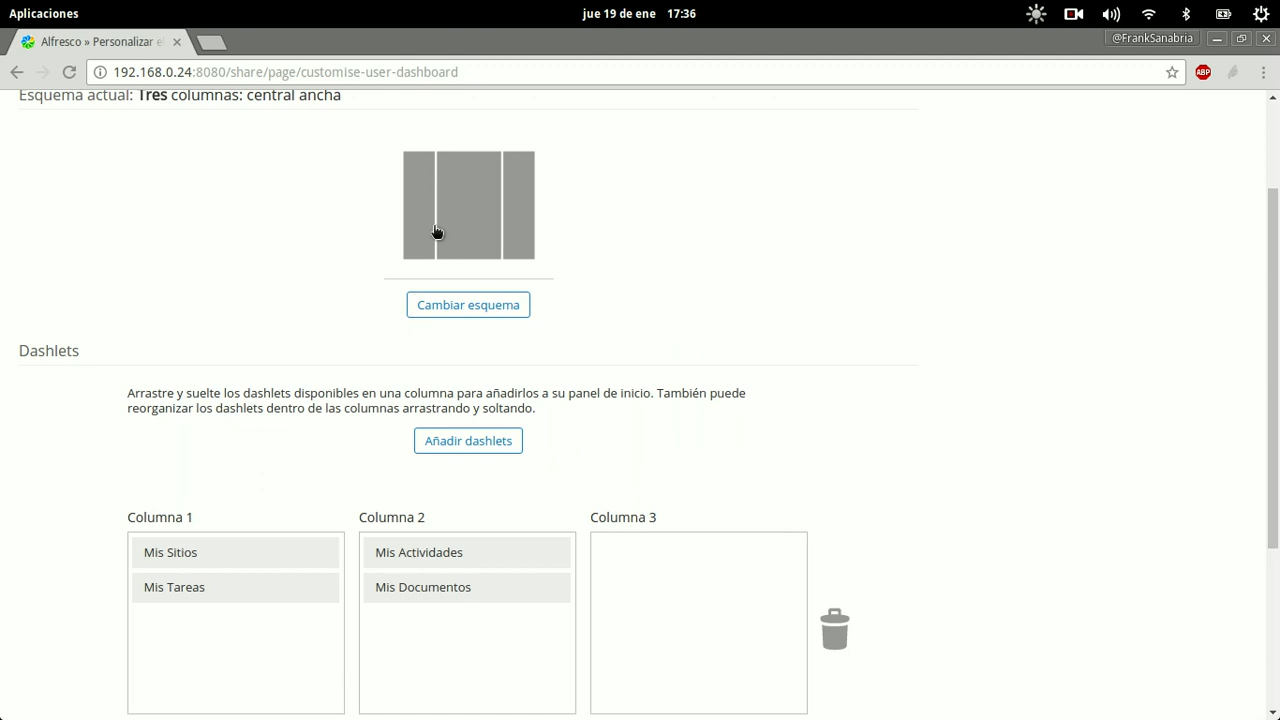 Aplicaciones
jue 19 de ene 17:36
Alfresco » Personalizar el
@FrankSanabria
192.168.0.24:8080/share/page/customise-user-dashboard
ABP
Esquema actual: Tres columnas: central ancha
Cambiar esquema
Dashlets
Arrastre y suelte los dashlets disponibles en una columna para añadirlos a su panel de inicio. También puede
reorganizar los dashlets dentro de las columnas arrastrando y soltando.
Añadir dashlets
Columna 1 Columna 2 Columna 3
Mis Sitios Mis Actividades
Mis Tareas Mis Documentos